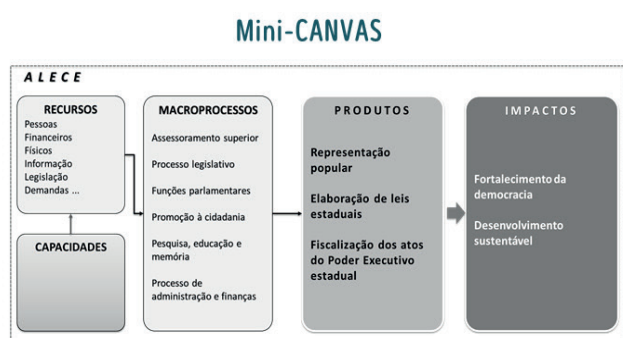 Mini-CANVAS
ALECE
RECURSOS
Pessoas
Financeiros
Físicos
Informação
Legislação
Demandas ...
CAPACIDADES
MACROPROCESSOS
Assessoramento superior
Processo legislativo
Funções parlamentares
Promoção à cidadania
Pesquisa, educação e
memória
Processo de
administração e finanças
PRODUTOS
Representação
popular
Elaboração de leis
estaduais
Fiscalização dos atos
do Poder Executivo
estadual
IMPACTOS
Fortalecimento da
democracia
Desenvolvimento
sustentável